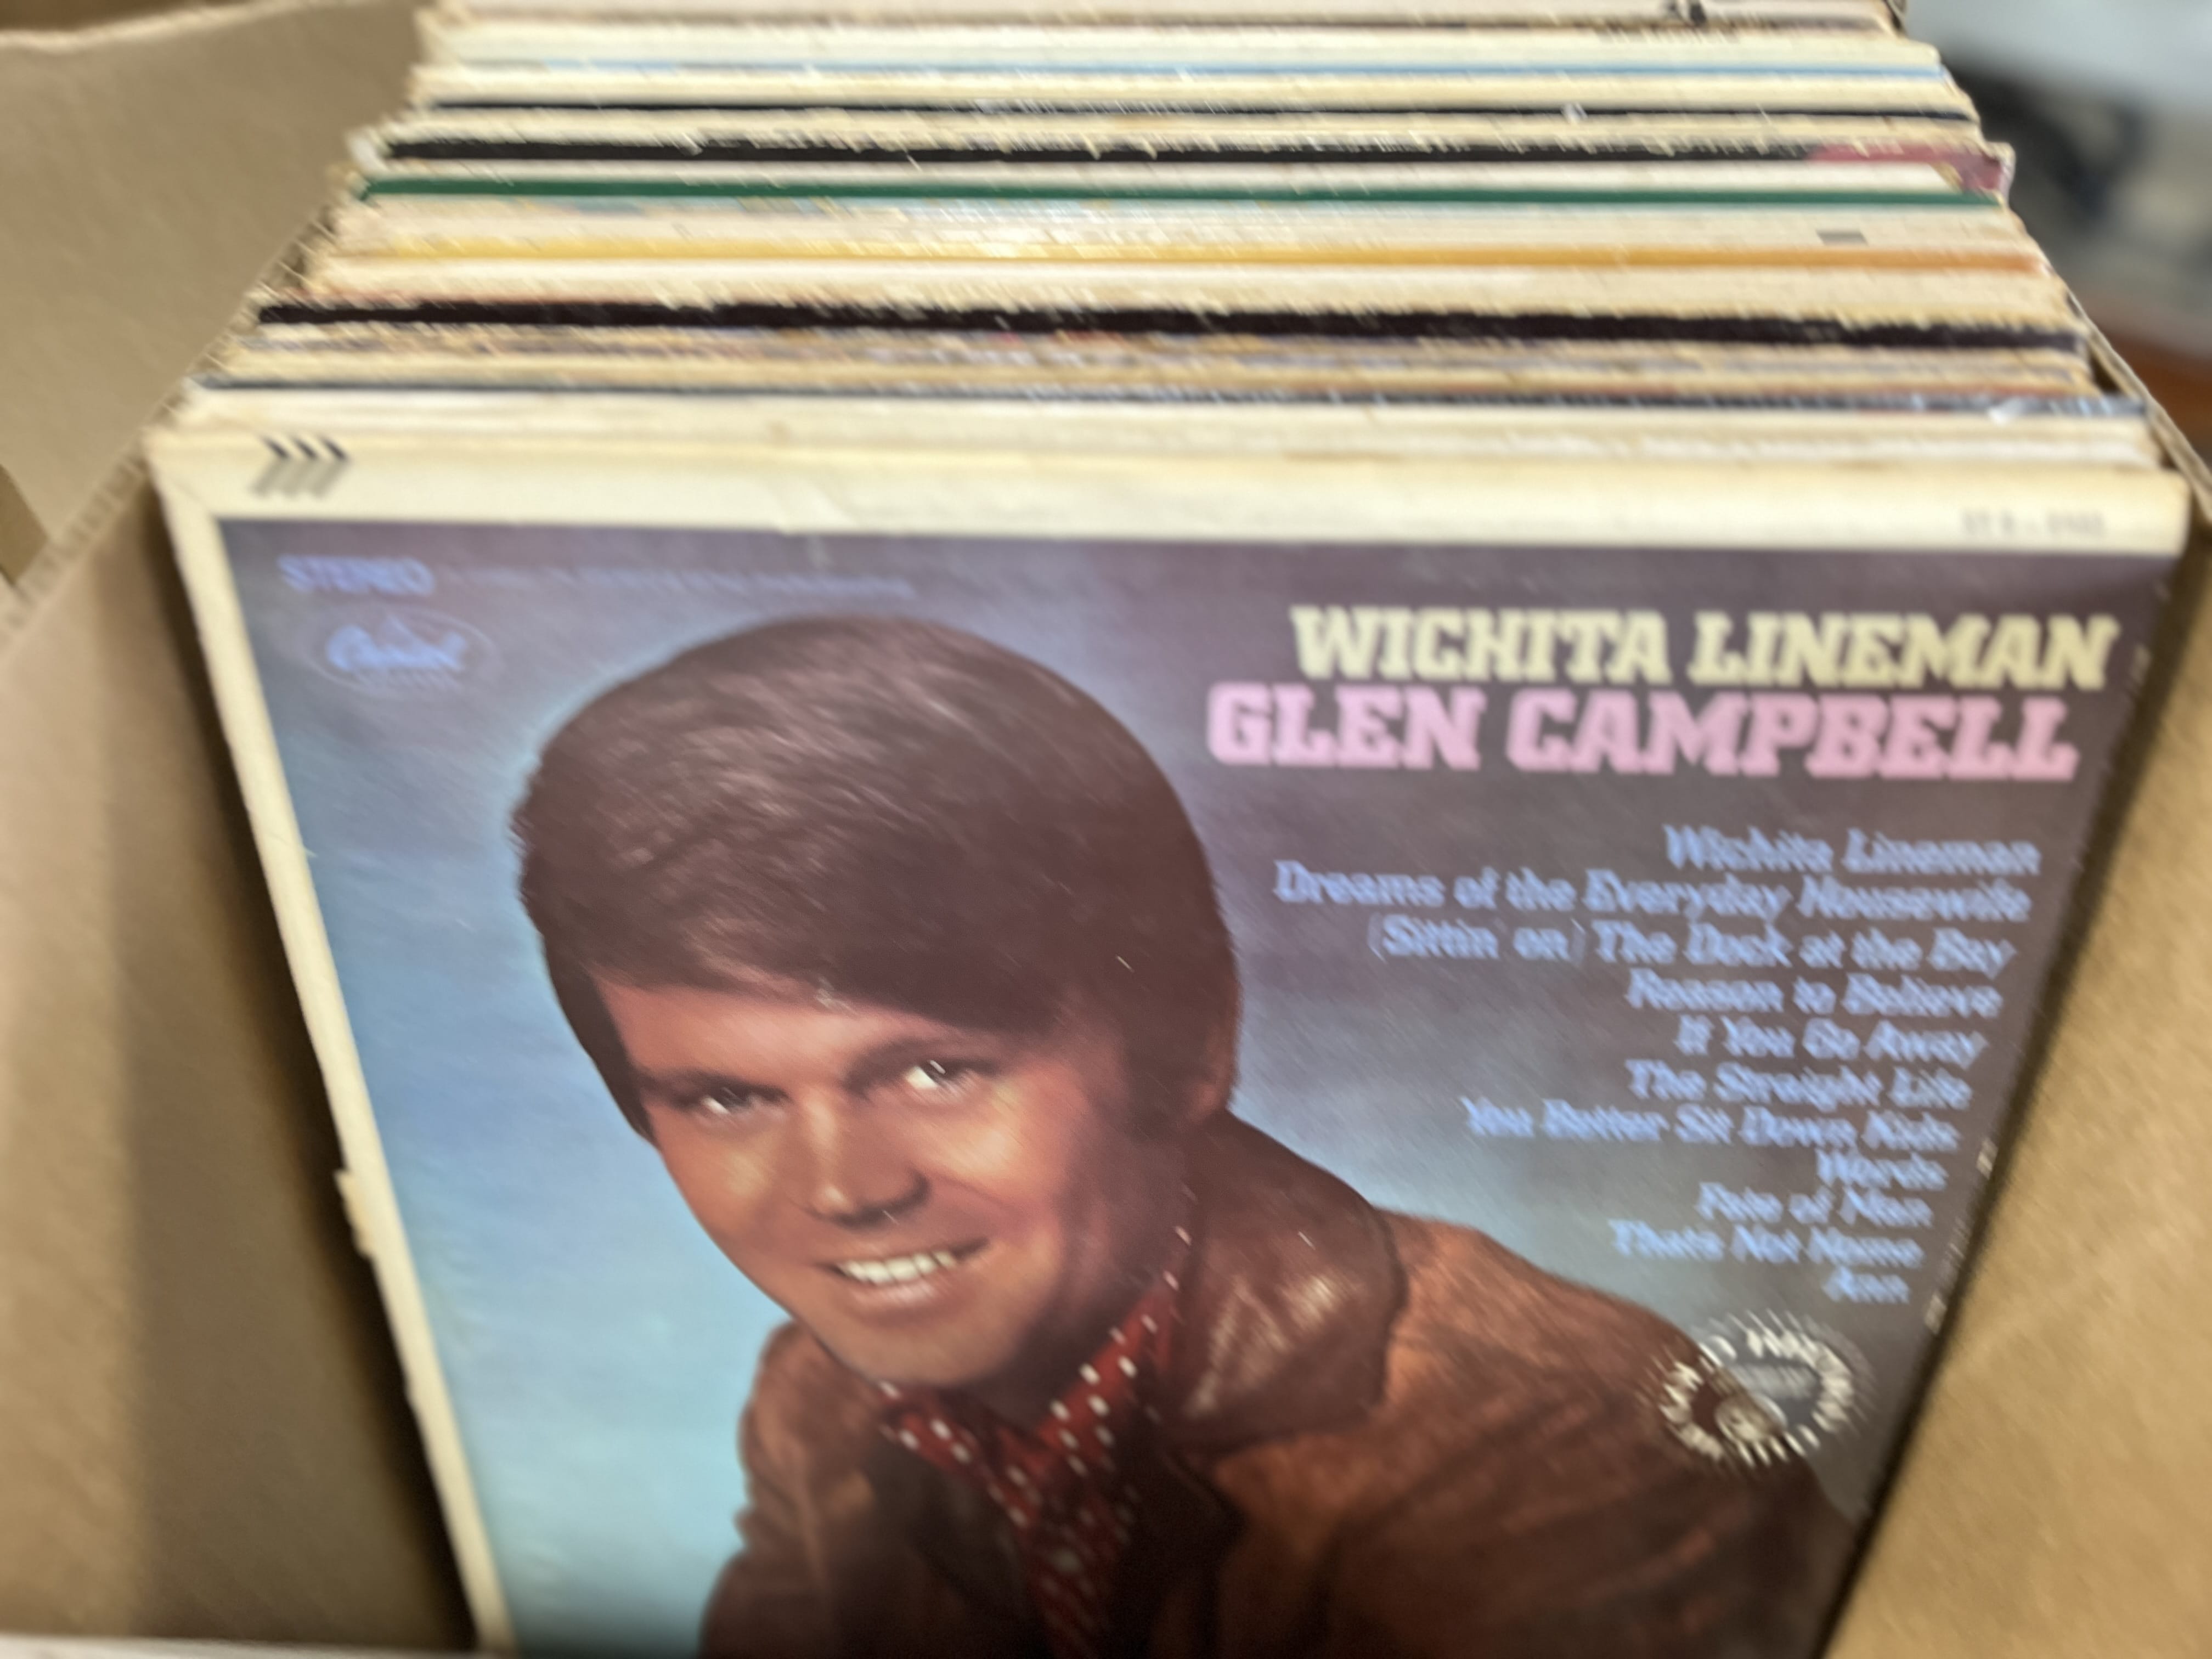 STEREO
Capitol
WICHITA LINEMAN
GLEN CAMPBELL
Wichita Lineman
Dreams of the Everyday Housewife
(Sittin' on) The Dock at the Bay
Reason to Believe
If You Go Away
The Straight Life
You Better Sit Down Kids
Words
Fate of Man
That's Not Home
Ann